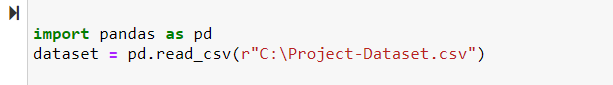 import pandas as pd
dataset = pd.read_csv(r"C:\Project-Dataset.csv")